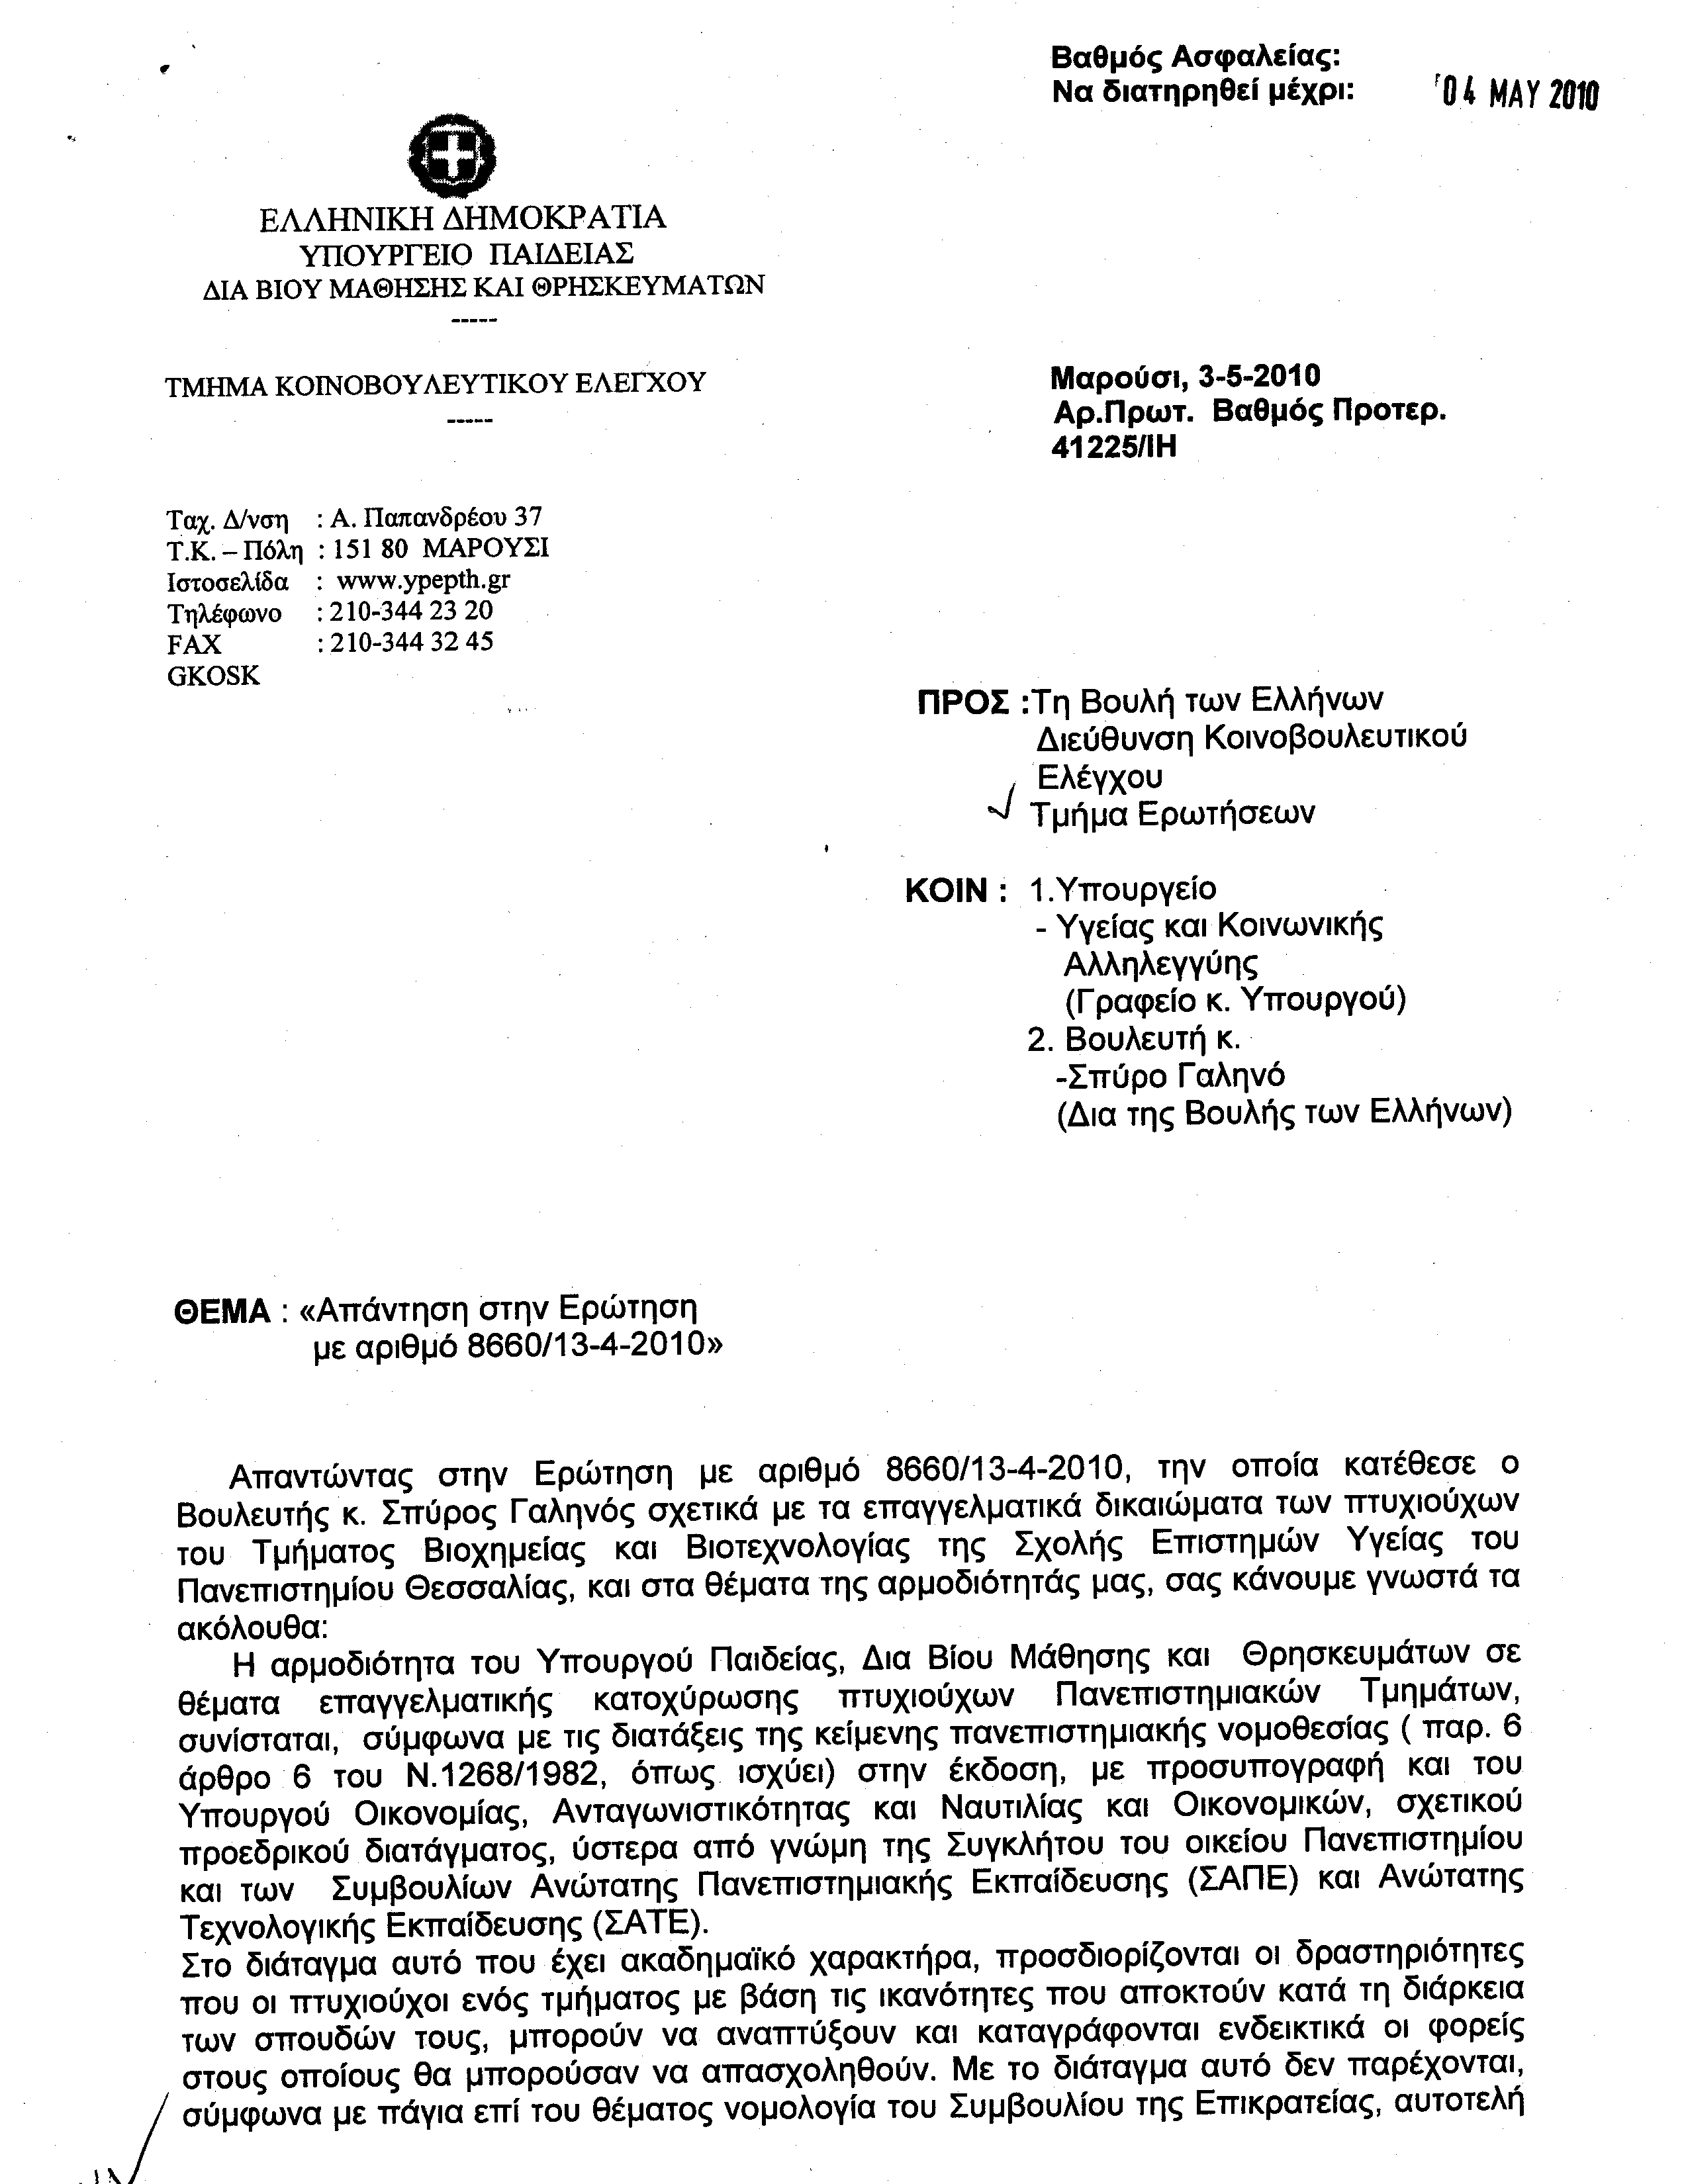 Βαθμός Ασφαλείας:
Να διατηρηθεί μέχρι:
04 MAY 2010
ΕΛΛΗΝΙΚΗ ΔΗΜΟΚΡΑΤΙΑ
ΥΠΟΥΡΓΕΙΟ ΠΑΙΔΕΙΑΣ
ΔΙΑ ΒΙΟΥ ΜΑΘΗΣΗΣ ΚΑΙ ΘΡΗΣΚΕΥΜΑΤΩΝ
-----
ΤΜΗΜΑ ΚΟΙΝΟΒΟΥΛΕΥΤΙΚΟΥ ΕΛΕΓΧΟΥ
-----
Μαρούσι, 3-5-2010
Αρ.Πρωτ. Βαθμός Προτερ.
41225/ΙΗ
Ταχ. Δ/νση : Α. Παπανδρέου 37
Τ.Κ. – Πόλη : 151 80 ΜΑΡΟΥΣΙ
Ιστοσελίδα : www.ypepth.gr
Τηλέφωνο : 210-344 23 20
FAX : 210-344 32 45
GKOSK
ΠΡΟΣ :Τη Βουλή των Ελλήνων
Διεύθυνση Κοινοβουλευτικού
Ελέγχου
Τμήμα Ερωτήσεων
ΚΟΙΝ : 1.Υπουργείο
- Υγείας και Κοινωνικής
Αλληλεγγύης
(Γραφείο κ. Υπουργού)
2. Βουλευτή κ.
-Σπύρο Γαληνό
(Δια της Βουλής των Ελλήνων)
ΘΕΜΑ : «Απάντηση στην Ερώτηση
με αριθμό 8660/13-4-2010»
Απαντώντας στην Ερώτηση με αριθμό 8660/13-4-2010, την οποία κατέθεσε ο
Βουλευτής κ. Σπύρος Γαληνός σχετικά με τα επαγγελματικά δικαιώματα των πτυχιούχων
του Τμήματος Βιοχημείας και Βιοτεχνολογίας της Σχολής Επιστημών Υγείας του
Πανεπιστημίου Θεσσαλίας, και στα θέματα της αρμοδιότητάς μας, σας κάνουμε γνωστά τα
ακόλουθα:
Η αρμοδιότητα του Υπουργού Παιδείας, Δια Βίου Μάθησης και Θρησκευμάτων σε
θέματα επαγγελματικής κατοχύρωσης πτυχιούχων Πανεπιστημιακών Τμημάτων,
συνίσταται, σύμφωνα με τις διατάξεις της κείμενης πανεπιστημιακής νομοθεσίας ( παρ. 6
άρθρο 6 του Ν.1268/1982, όπως ισχύει) στην έκδοση, με προσυπογραφή και του
Υπουργού Οικονομίας, Ανταγωνιστικότητας και Ναυτιλίας και Οικονομικών, σχετικού
προεδρικού διατάγματος, ύστερα από γνώμη της Συγκλήτου του οικείου Πανεπιστημίου
και των Συμβουλίων Ανώτατης Πανεπιστημιακής Εκπαίδευσης (ΣΑΠΕ) και Ανώτατης
Τεχνολογικής Εκπαίδευσης (ΣΑΤΕ).
Στο διάταγμα αυτό που έχει ακαδημαϊκό χαρακτήρα, προσδιορίζονται οι δραστηριότητες
που οι πτυχιούχοι ενός τμήματος με βάση τις ικανότητες που αποκτούν κατά τη διάρκεια
των σπουδών τους, μπορούν να αναπτύξουν και καταγράφονται ενδεικτικά οι φορείς
στους οποίους θα μπορούσαν να απασχοληθούν. Με το διάταγμα αυτό δεν παρέχονται,
σύμφωνα με πάγια επί του θέματος νομολογία του Συμβουλίου της Επικρατείας, αυτοτελή